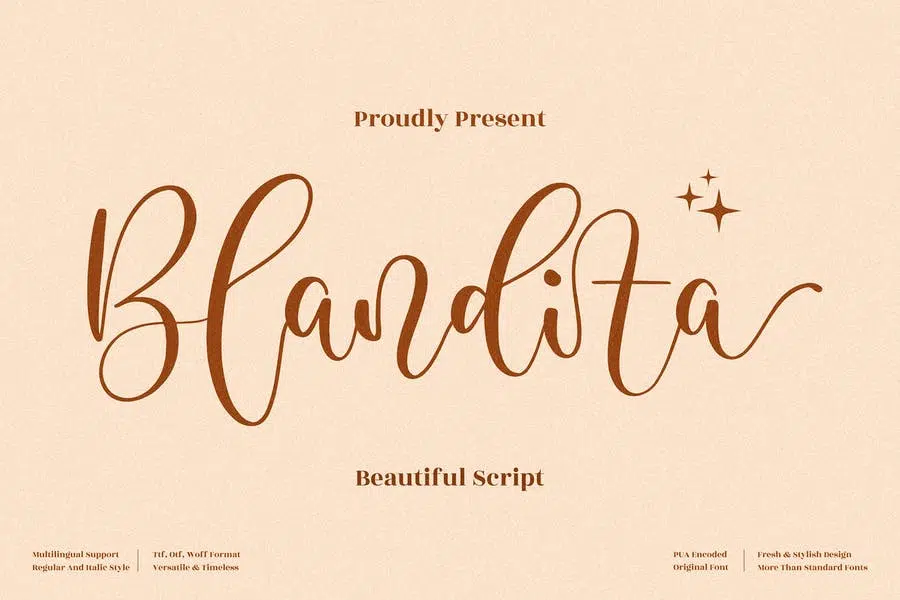 Proudly Present
Blandita
Beautiful Script
Multilingual Support
Regular And Italic Style
Ttf, Otf, Woff Format
Versatile & Timeless
PUA Encoded
Original Font
Fresh & Stylish Design
More Than Standard Fonts